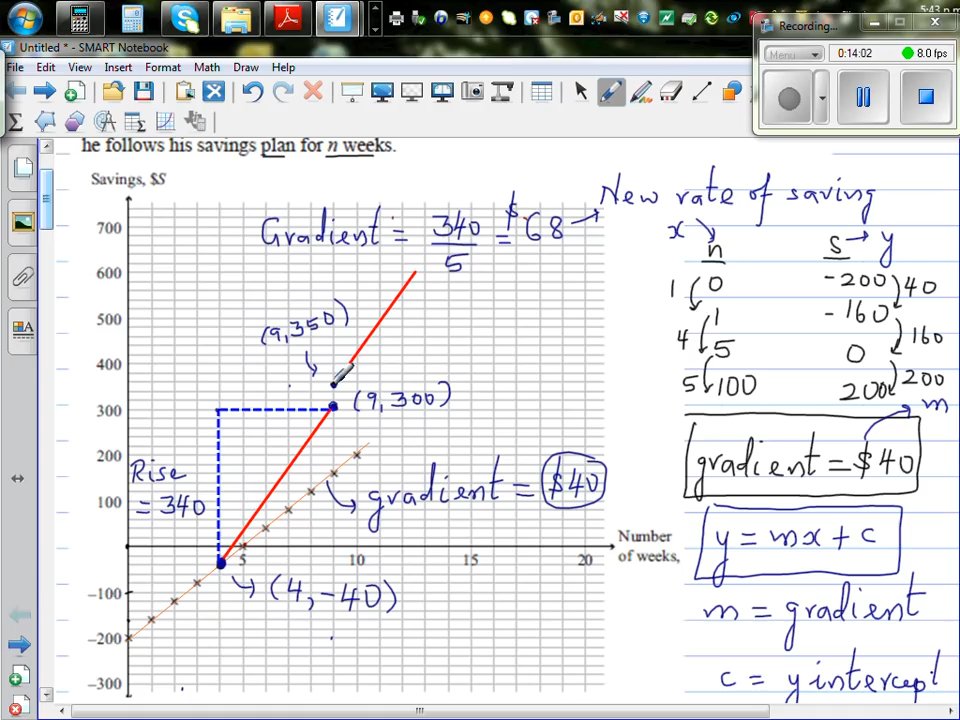 5:43 p.m.
Recording...
Untitled * - SMART Notebook
Menu
0:14:02
8.0 fps
File Edit View Insert Format Math Draw Help
he follows his savings plan for n weeks.
Savings, $S
New rate of saving
Gradient = 340/5 = $68
700
600
500
400
300
200
100
-100
-200
-300
5 10 15 20
Number
of weeks,
(9,350)
(9,300)
Rise
= 340
gradient = $40
(4,-40)
x n S y
1 0 -200 40
4 1 -160 160
5 5 0 200
100 200
m
gradient = $40
y = mx + c
m = gradient
c = y intercept